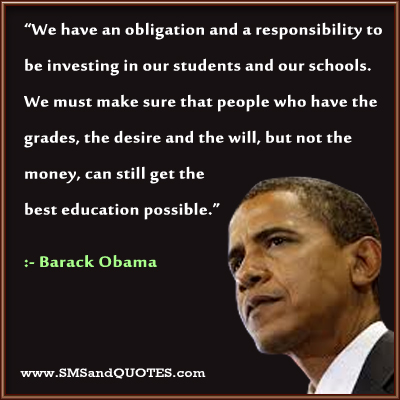 “We have an obligation and a responsibility to
be investing in our students and our schools.
We must make sure that people who have the
grades, the desire and the will, but not the
money, can still get the
best education possible.”
:- Barack Obama
www.SMSandQUOTES.com